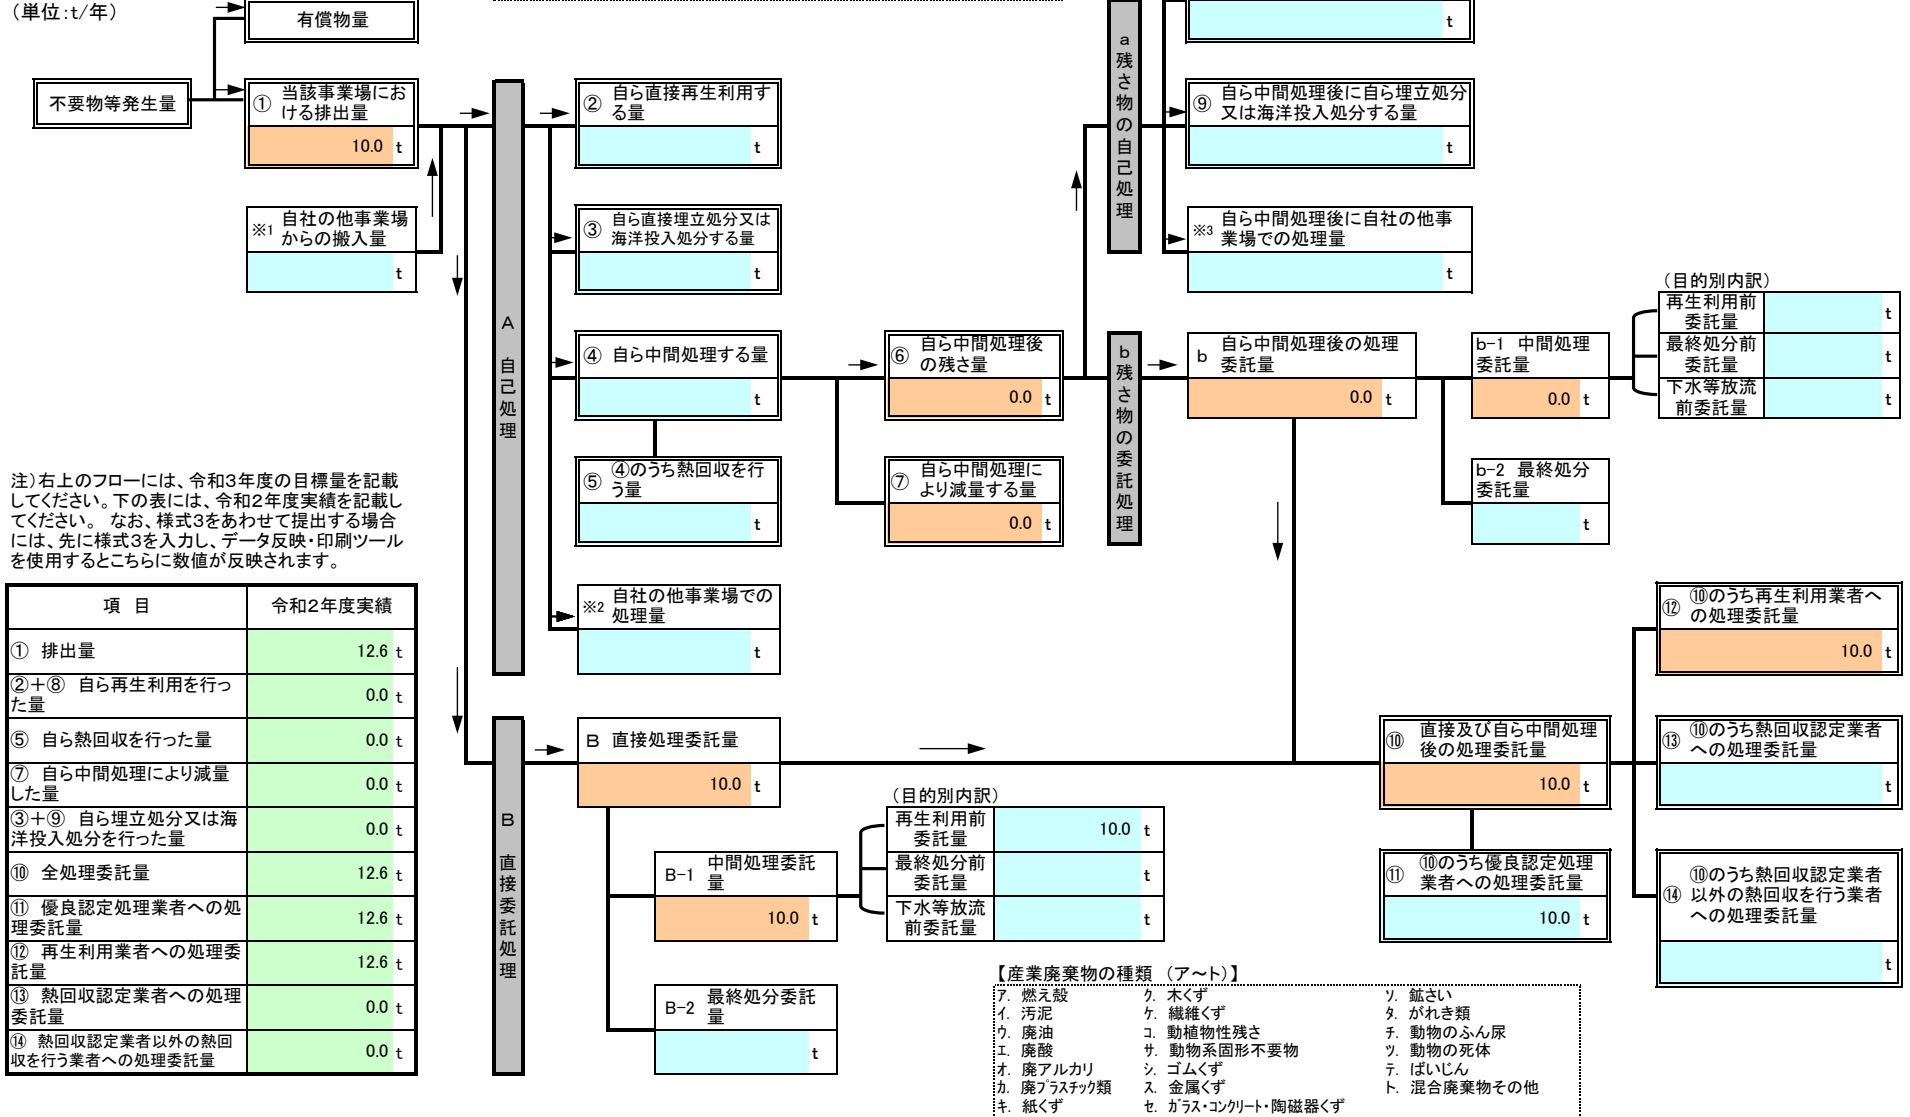 （単位：t/年）
有償物量
不要物等発生量
① 当該事業場にお
ける排出量
10.0 t
※1 自社の他事業場
からの搬入量
t
A 自己処理
② 自ら直接再生利用す
る量
t
③ 自ら直接埋立処分又は
海洋投入処分する量
t
④ 自ら中間処理する量
t
⑤ ④のうち熱回収を行
う量
t
※2 自社の他事業場での
処理量
t
⑥ 自ら中間処理後
の残さ量
0.0 t
⑦ 自ら中間処理に
より減量する量
0.0 t
a 残さ物の自己処理
t
⑨ 自ら中間処理後に自ら埋立処分
又は海洋投入処分する量
t
※3 自ら中間処理後に自社の他事
業場での処理量
t
b 残さ物の委託処理
b 自ら中間処理後の処理
委託量
0.0 t
b-1 中間処理
委託量
0.0 t
b-2 最終処分
委託量
t
（目的別内訳）
再生利用前
委託量
t
最終処分前
委託量
t
下水等放流
前委託量
t
注）右上のフローには、令和3年度の目標量を記載
してください。下の表には、令和2年度実績を記載し
てください。 なお、様式3をあわせて提出する場合
には、先に様式3を入力し、データ反映・印刷ツール
を使用するとこちらに数値が反映されます。
項 目 令和2年度実績
① 排出量 12.6 t
②＋⑧ 自ら再生利用を行っ
た量 0.0 t
⑤ 自ら熱回収を行った量 0.0 t
⑦ 自ら中間処理により減量
した量 0.0 t
③＋⑨ 自ら埋立処分又は海
洋投入処分を行った量 0.0 t
⑩ 全処理委託量 12.6 t
⑪ 優良認定処理業者への処
理委託量 12.6 t
⑫ 再生利用業者への処理委
託量 12.6 t
⑬ 熱回収認定業者への処理
委託量 0.0 t
⑭ 熱回収認定業者以外の熱回
収を行う業者への処理委託量 0.0 t
B 直接委託処理
B 直接処理委託量
10.0 t
B-1 中間処理委託
量
10.0 t
B-2 最終処分委託
量
t
（目的別内訳）
再生利用前
委託量
10.0 t
最終処分前
委託量
t
下水等放流
前委託量
t
⑩ 直接及び自ら中間処理
後の処理委託量
10.0 t
⑪ ⑩のうち優良認定処理
業者への処理委託量
10.0 t
⑫ ⑩のうち再生利用業者へ
の処理委託量
10.0 t
⑬ ⑩のうち熱回収認定業者
への処理委託量
t
⑭ ⑩のうち熱回収認定業者
以外の熱回収を行う業者
への処理委託量
t
【産業廃棄物の種類 （ア～ト）】
ア. 燃え殻 ク. 木くず ソ. 鉱さい
イ. 汚泥 ケ. 繊維くず タ. がれき類
ウ. 廃油 コ. 動植物性残さ チ. 動物のふん尿
エ. 廃酸 サ. 動物系固形不要物 ツ. 動物の死体
オ. 廃アルカリ シ. ゴムくず テ. ばいじん
カ. 廃プラスチック類 ス. 金属くず ト. 混合廃棄物その他
キ. 紙くず セ. ガラス・コンクリート・陶磁器くず